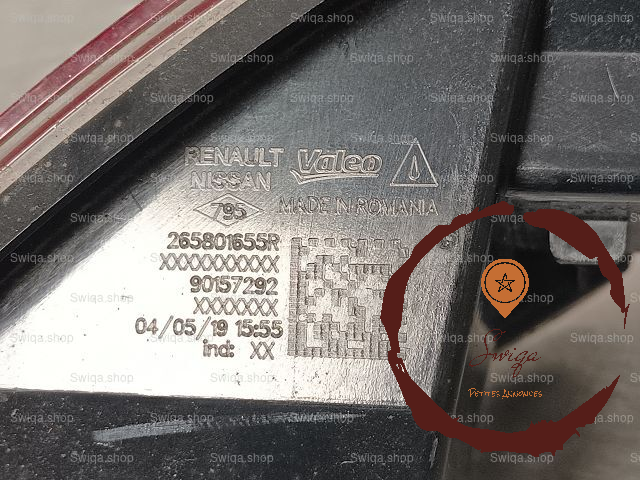 RENAULT Valeo
NISSAN
795 MADE IN ROMANIA
265801655R
XXXXXXXXXX
90157292
XXXXXXX
04/05/19 15:55
ind: XX
Swiqa
PETITES ANNONCES
Swiqa.shop